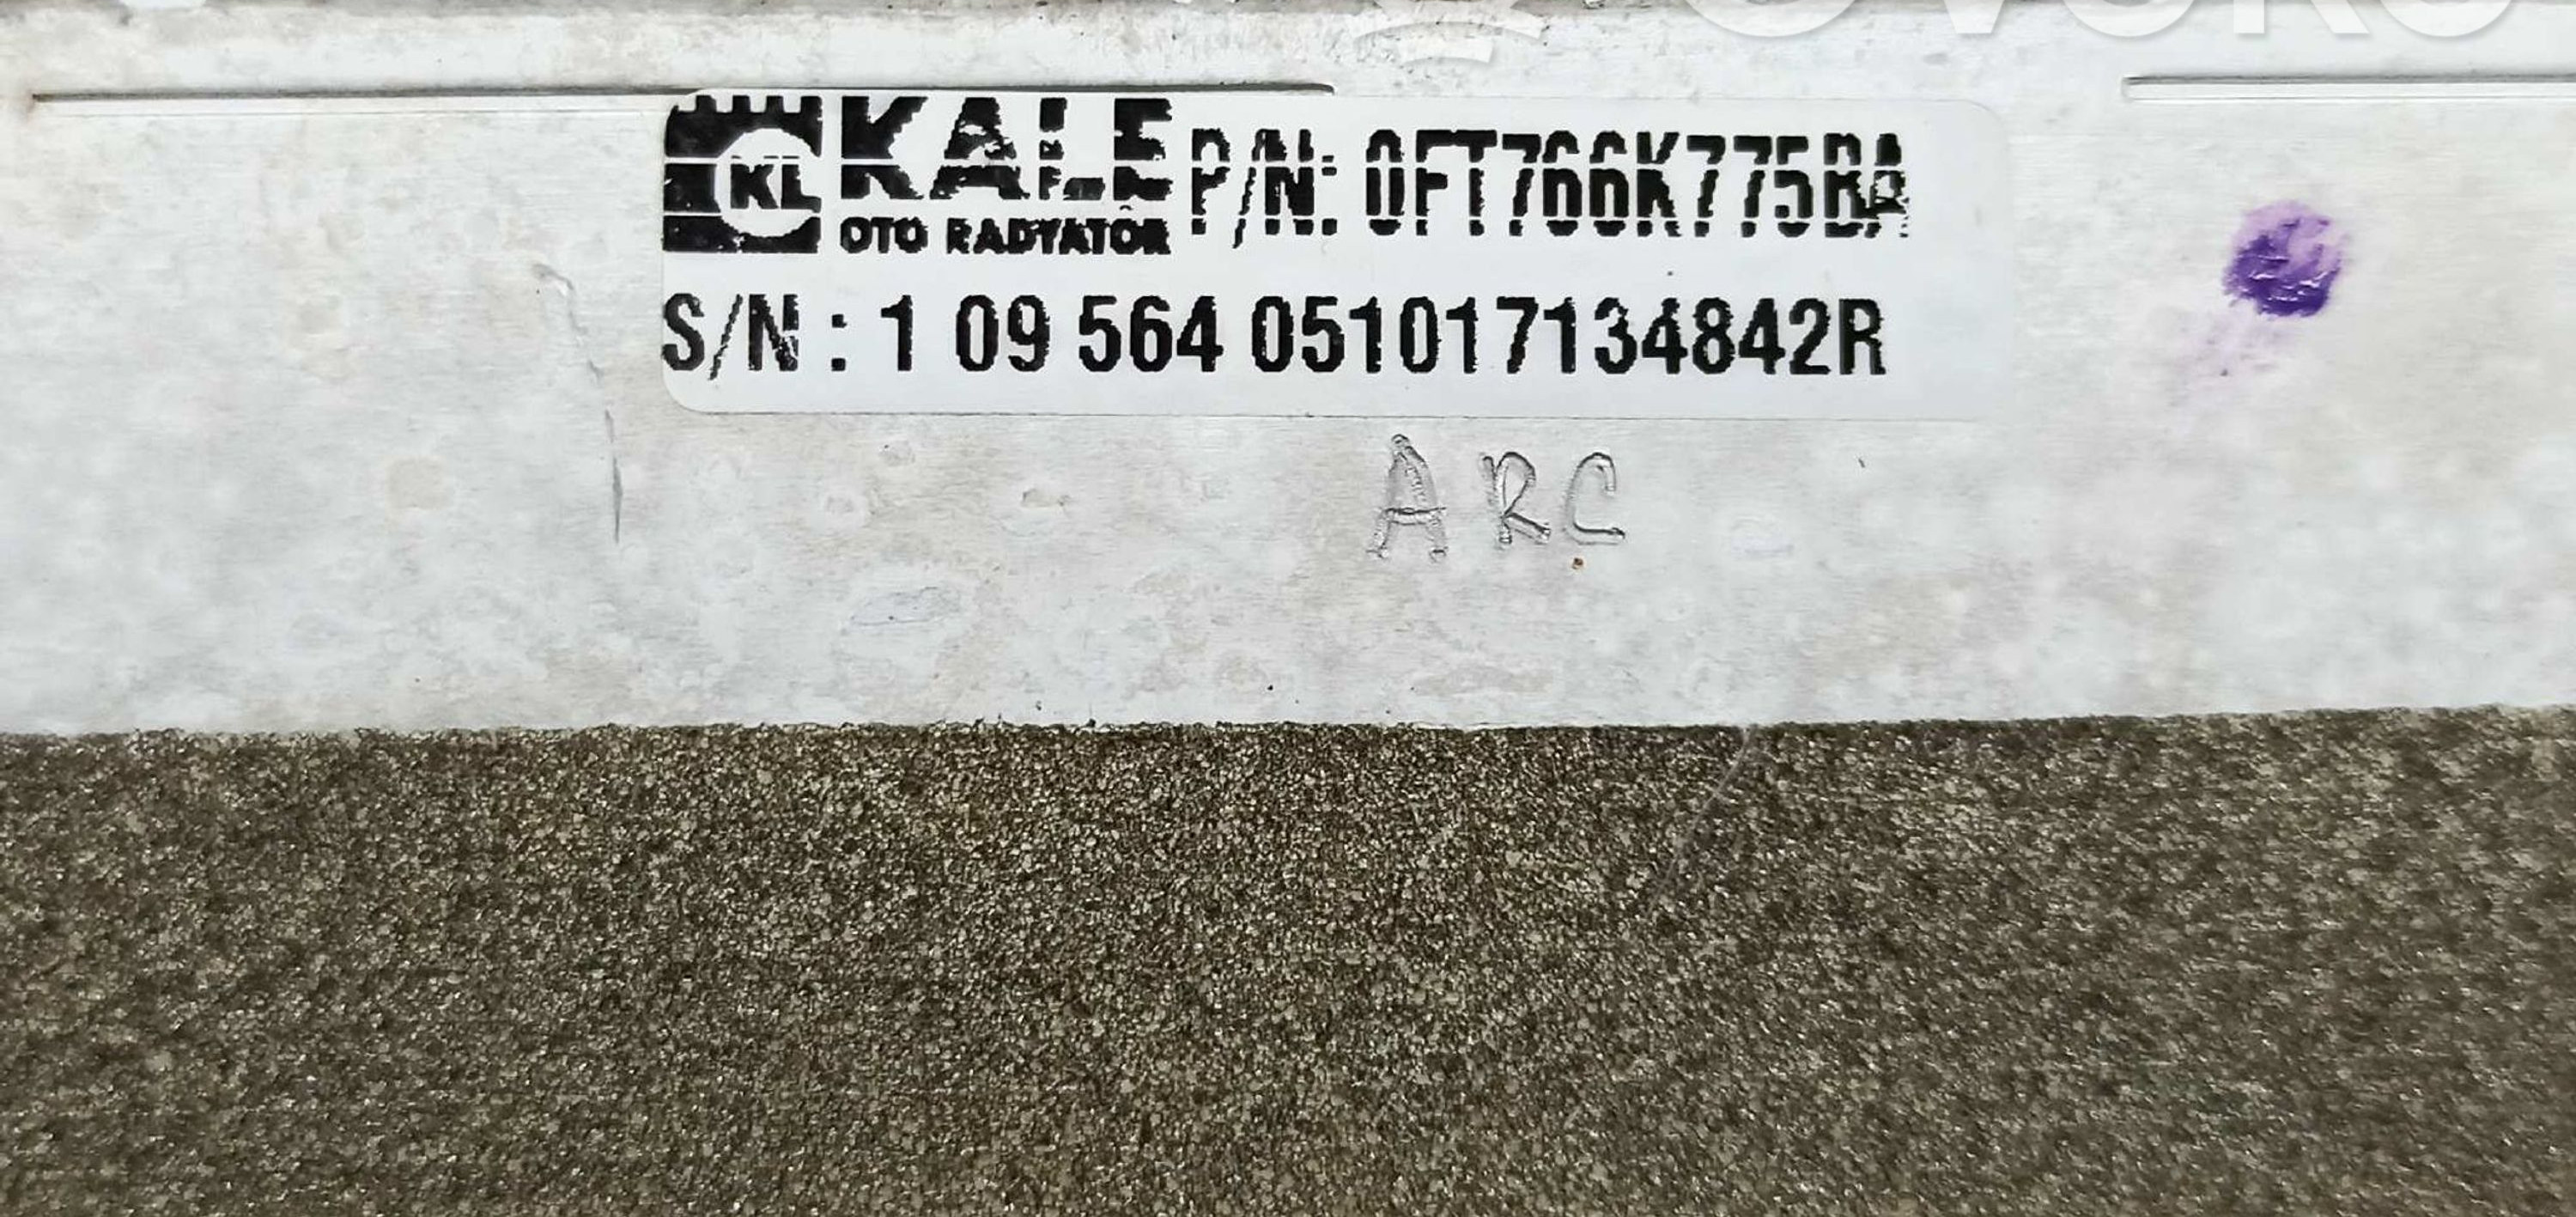 KL KALE P/N: 0FT766K775BA
OTO RADYATÖR
S/N : 1 09 564 051017134842R
ARC